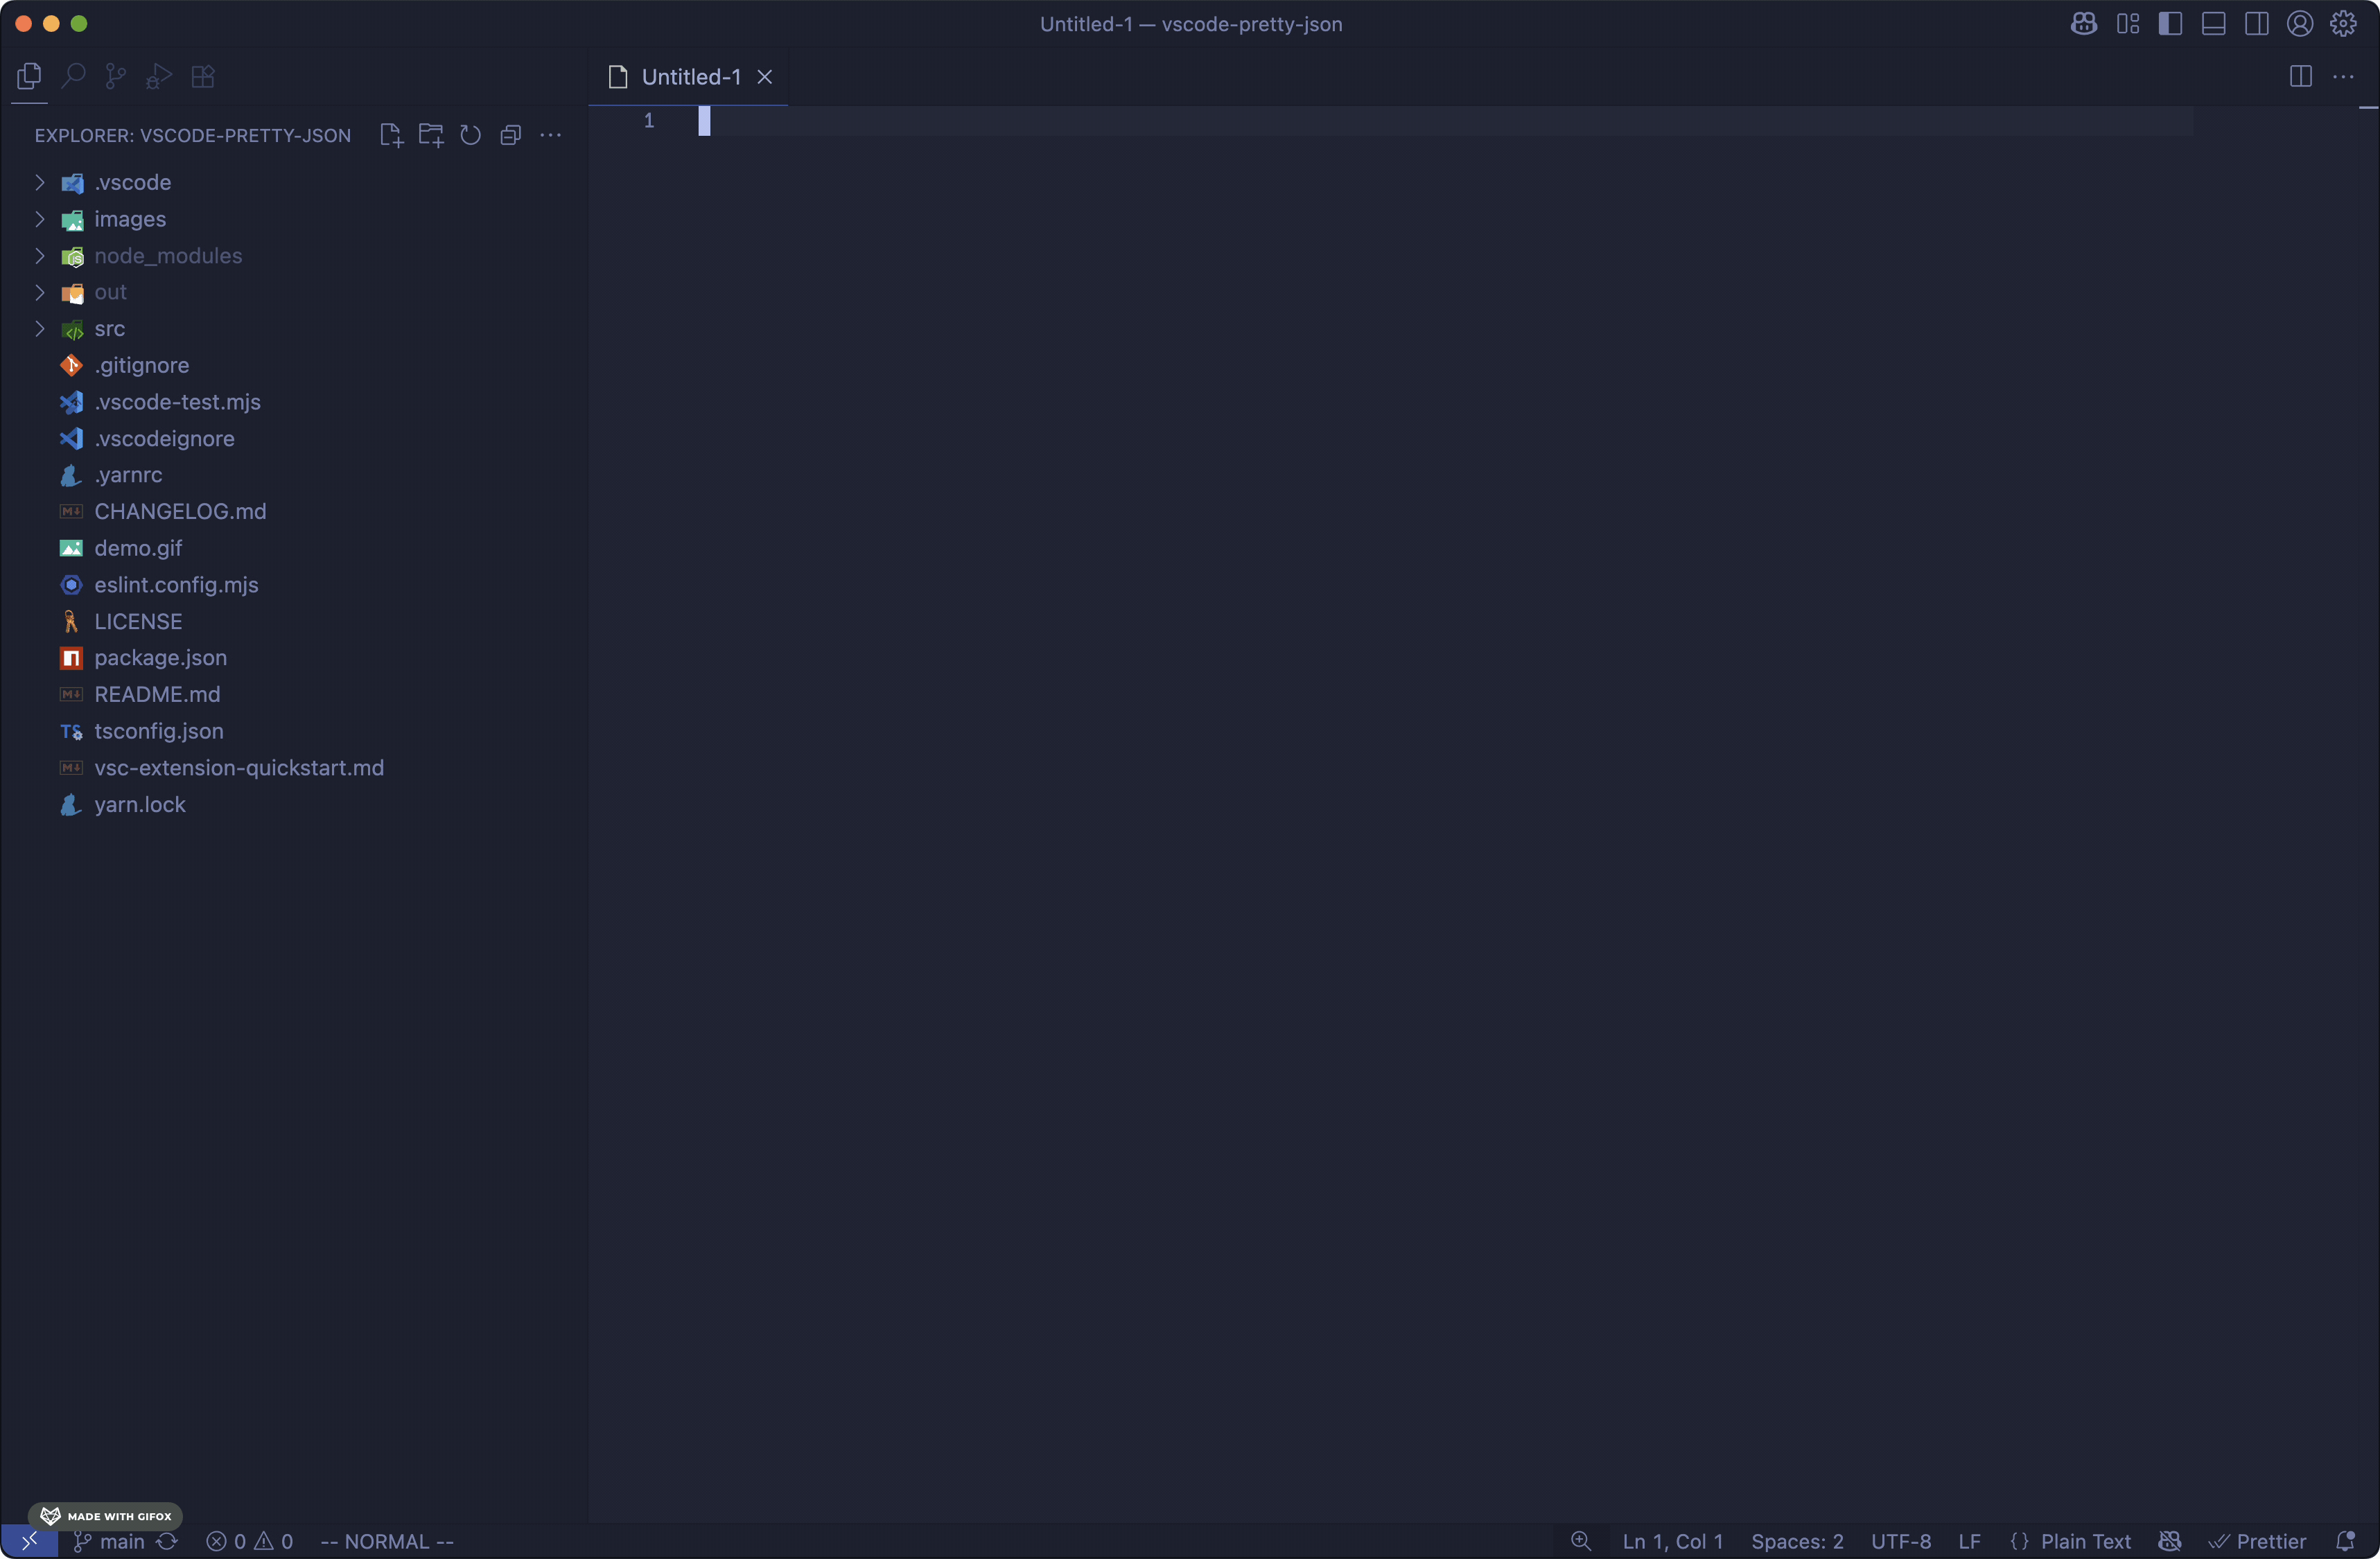 Untitled-1 — vscode-pretty-json
Untitled-1
EXPLORER: VSCODE-PRETTY-JSON
1
.vscode
images
node_modules
out
src
.gitignore
.vscode-test.mjs
.vscodeignore
.yarnrc
CHANGELOG.md
demo.gif
eslint.config.mjs
LICENSE
package.json
README.md
tsconfig.json
vsc-extension-quickstart.md
yarn.lock
MADE WITH GIFOX
main 0 0 -- NORMAL -- Ln 1, Col 1 Spaces: 2 UTF-8 LF {} Plain Text Prettier